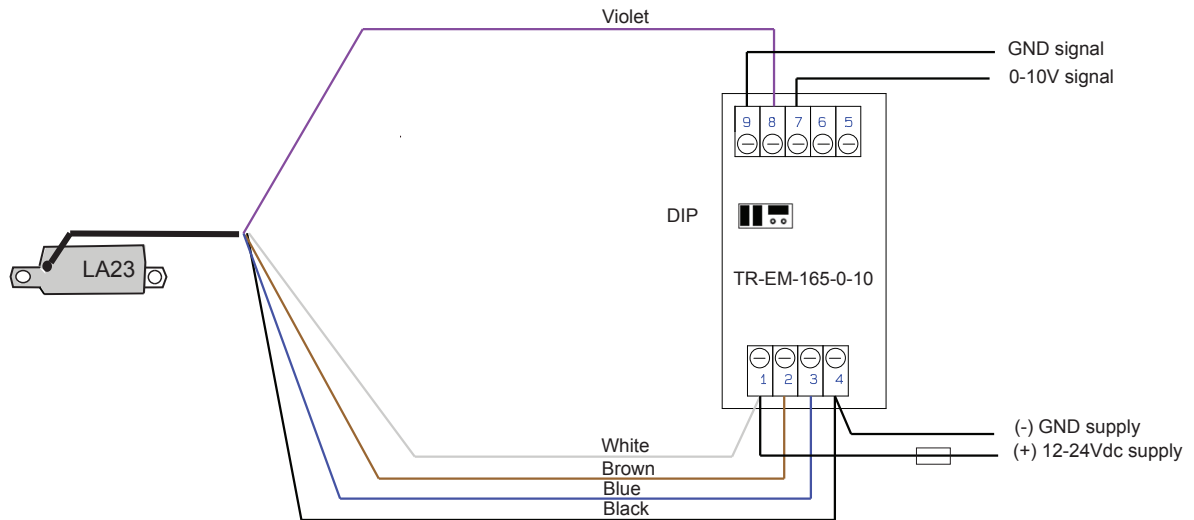 Violet
GND signal
0-10V signal
9 8 7 6 5
DIP
LA23
TR-EM-165-0-10
1 2 3 4
(-) GND supply
(+) 12-24Vdc supply
White
Brown
Blue
Black